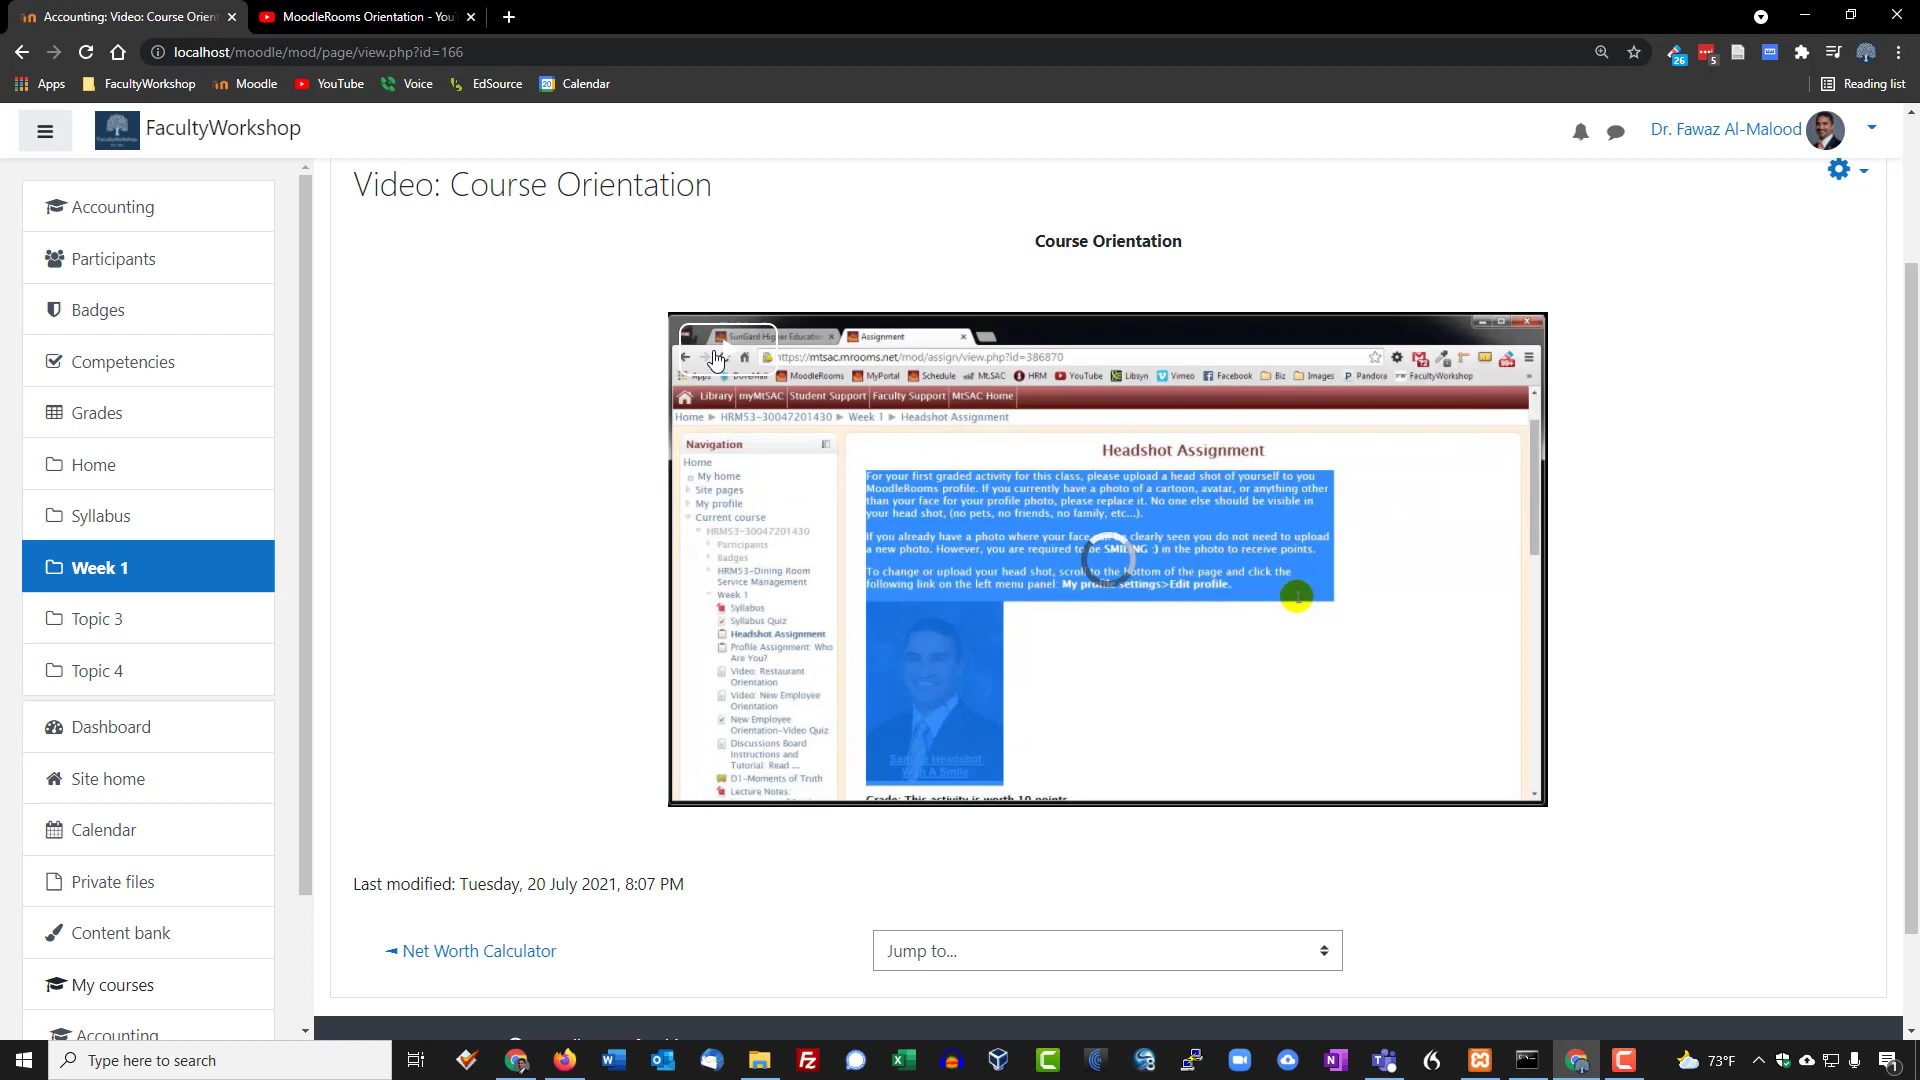 Accounting: Video: Course Orien
MoodleRooms Orientation - You
localhost/moodle/mod/page/view.php?id=166
26
5
Apps
FacultyWorkshop
Moodle
YouTube
Voice
EdSource
Calendar
Reading list
FacultyWorkshop
Dr. Fawaz Al-Malood
Accounting
Participants
Badges
Competencies
Grades
Home
Syllabus
Week 1
Topic 3
Topic 4
Dashboard
Site home
Calendar
Private files
Content bank
My courses
Accounting
Video: Course Orientation
Course Orientation
SunGard Higher Education
Assignment
https://mtsac.mrooms.net/mod/assign/view.php?id=386870
Apps DoveMail MoodleRooms MyPortal Schedule Mt.SAC HRM YouTube Libsyn Vimeo Facebook Biz Images Pandora FacultyWorkshop
Library myMtSAC Student Support Faculty Support MtSAC Home
Home ► HRM53-30047201430 ► Week 1 ► Headshot Assignment
Navigation
Home
My home
Site pages
My profile
Current course
HRM53-30047201430
Participants
Badges
HRM53-Dining Room
Service Management
Week 1
Syllabus
Syllabus Quiz
Headshot Assignment
Profile Assignment: Who
Are You?
Video: Restaurant
Orientation
Video: New Employee
Orientation
New Employee
Orientation-Video Quiz
Discussions Board
Instructions and
Tutorial: Read ...
D1-Moments of Truth
Lecture Notes:
Headshot Assignment
For your first graded activity for this class, please upload a head shot of yourself to you
MoodleRooms profile. If you currently have a photo of a cartoon, avatar, or anything other
than your face for your profile photo, please replace it. No one else should be visible in
your head shot, (no pets, no friends, no family, etc...).
If you already have a photo where your face can be clearly seen you do not need to upload
a new photo. However, you are required to be SMILING :) in the photo to receive points.
To change or upload your head shot, scroll to the bottom of the page and click the
following link on the left menu panel: My profile settings>Edit profile.
Sample Headshot
With A Smile
Grade: This activity is worth 10 points
Last modified: Tuesday, 20 July 2021, 8:07 PM
◄ Net Worth Calculator
Jump to...
Type here to search
73°F
1